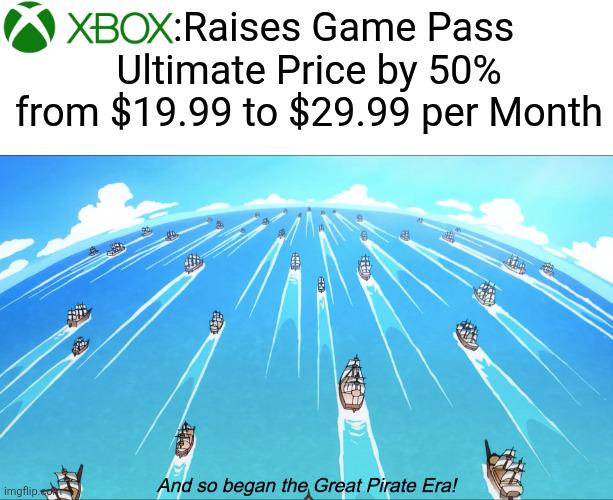 XBOX:Raises Game Pass
Ultimate Price by 50%
from $19.99 to $29.99 per Month
And so began the Great Pirate Era!
imgflip.com